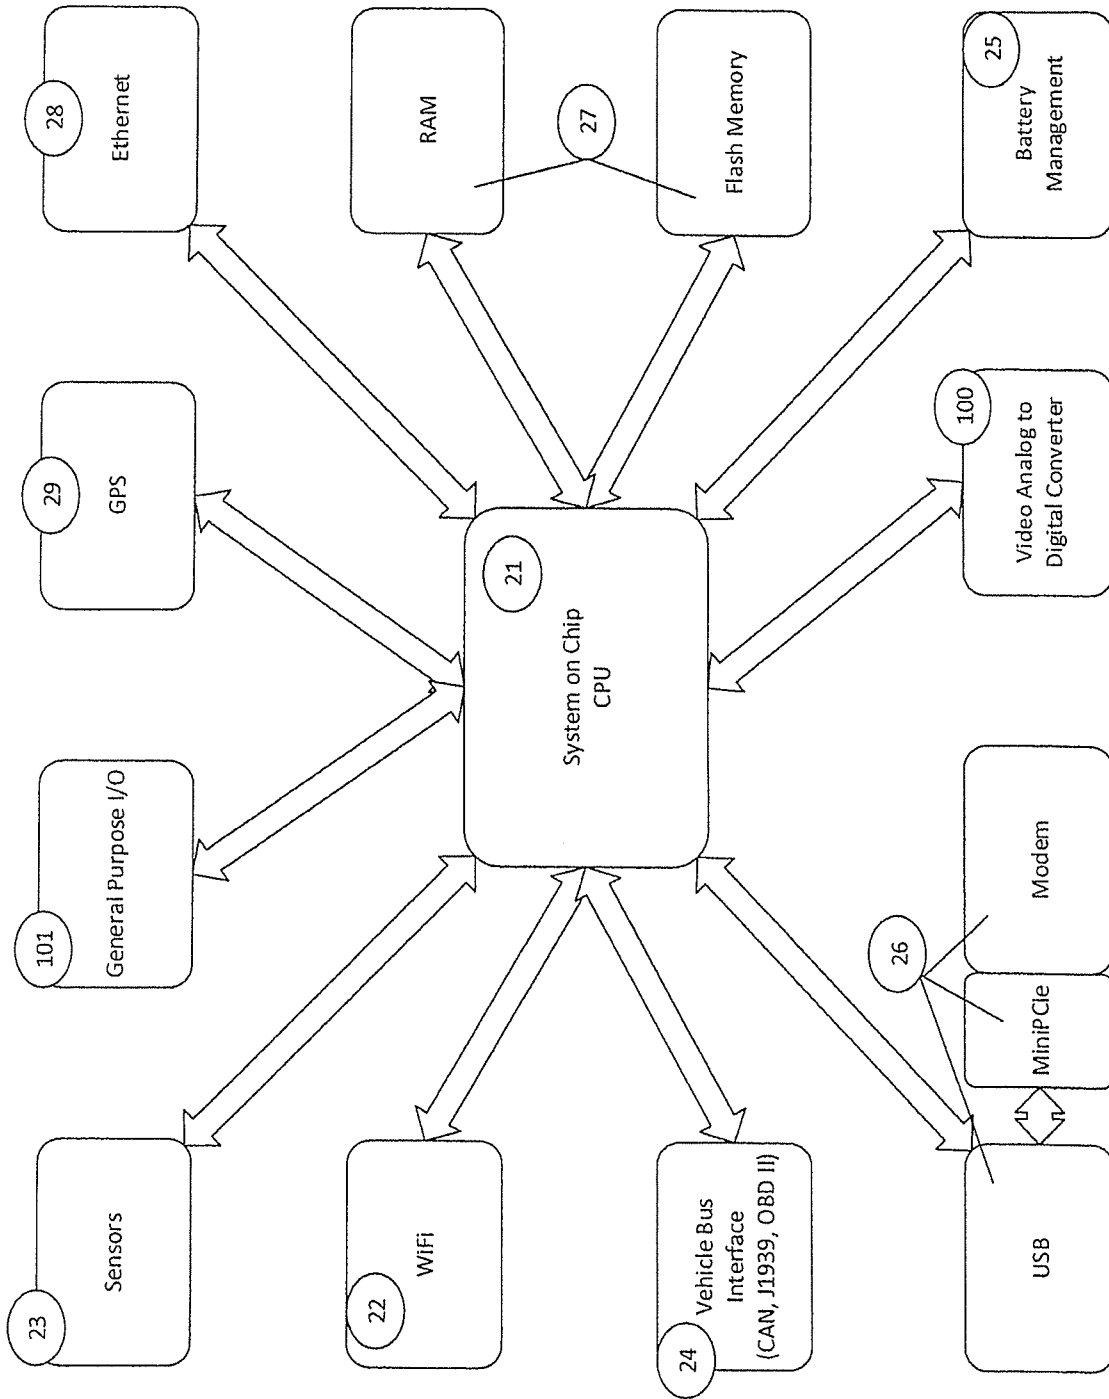 23
Sensors
101
General Purpose I/O
29
GPS
28
Ethernet
22
WiFi
RAM
21
System on Chip
CPU
27
24
Vehicle Bus
Interface
(CAN, J1939, OBD II)
Flash Memory
26
USB
MiniPCIe
Modem
100
Video Analog to
Digital Converter
25
Battery
Management